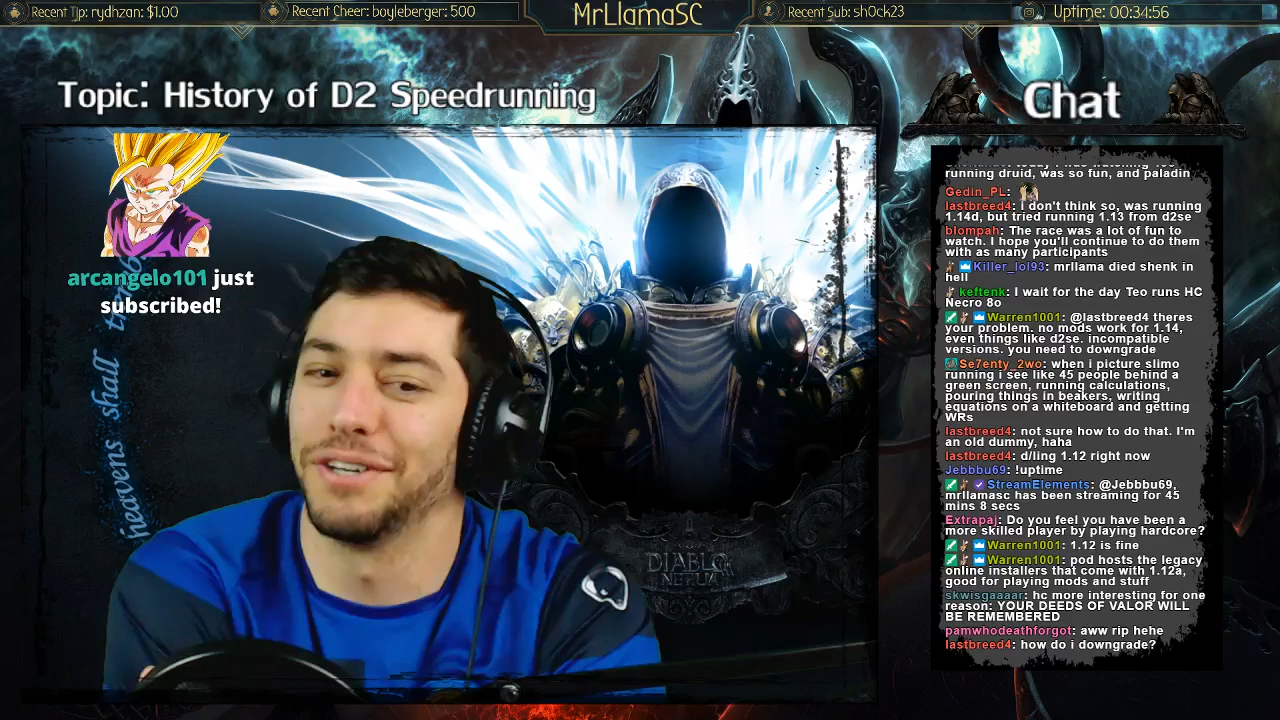 Recent Tip: rydhzan: $1.00
Recent Cheer: boyleberger: 500
MrLlamaSC
Recent Sub: sh0ck23
Uptime: 00:34:56
Topic: History of D2 Speedrunning
Chat
arcangelo101 just
subscribed!
heavens shall
DIABLO
running druid, was so fun, and paladin
Gedin_PL:
lastbreed4: I don't think so, was running
1.14d, but tried running 1.13 from d2se
blompah: The race was a lot of fun to
watch. I hope you'll continue to do them
with as many participants
Killer_lol93: mrllama died shenk in
hell
keftenk: I wait for the day Teo runs HC
Necro 8o
Warren1001: @lastbreed4 theres
your problem. no mods work for 1.14,
even things like d2se. incompatible
versions. you need to downgrade
Se7enty_2wo: when I picture slimo
running i see like 45 people behind a
green screen, running calculations,
pouring things in beakers, writing
equations on a whiteboard and getting
WRs
lastbreed4: not sure how to do that. I'm
an old dummy, haha
lastbreed4: d/ling 1.12 right now
Jebbbu69: !uptime
StreamElements: @Jebbbu69,
mrllamasc has been streaming for 45
mins 8 secs
Extrapaj: Do you feel you have been a
more skilled player by playing hardcore?
Warren1001: 1.12 is fine
Warren1001: pod hosts the legacy
online installers that come with 1.12a,
good for playing mods and stuff
skwisgaaaar: hc more interesting for one
reason: YOUR DEEDS OF VALOR WILL
BE REMEMBERED
pamwhodeathforgot: aww rip hehe
lastbreed4: how do i downgrade?